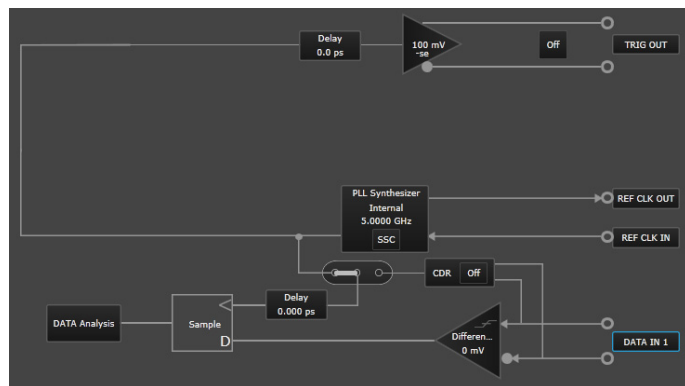 Delay
0.0 ps
100 mV
-se
Off
TRIG OUT
PLL Synthesizer
Internal
5.0000 GHz
SSC
REF CLK OUT
REF CLK IN
CDR
Off
Delay
0.000 ps
DATA Analysis
Sample
D
Differen...
0 mV
DATA IN 1